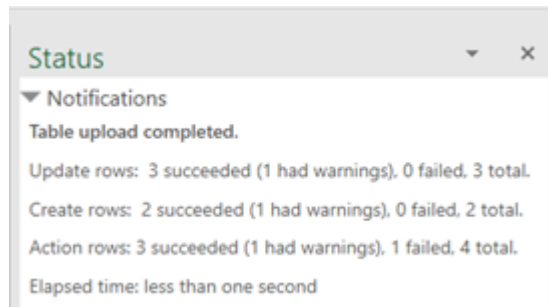 Status
Notifications
Table upload completed.
Update rows:  3 succeeded (1 had warnings), 0 failed, 3 total.
Create rows:  2 succeeded (1 had warnings), 0 failed, 2 total.
Action rows: 3 succeeded (1 had warnings), 1 failed, 4 total.
Elapsed time: less than one second